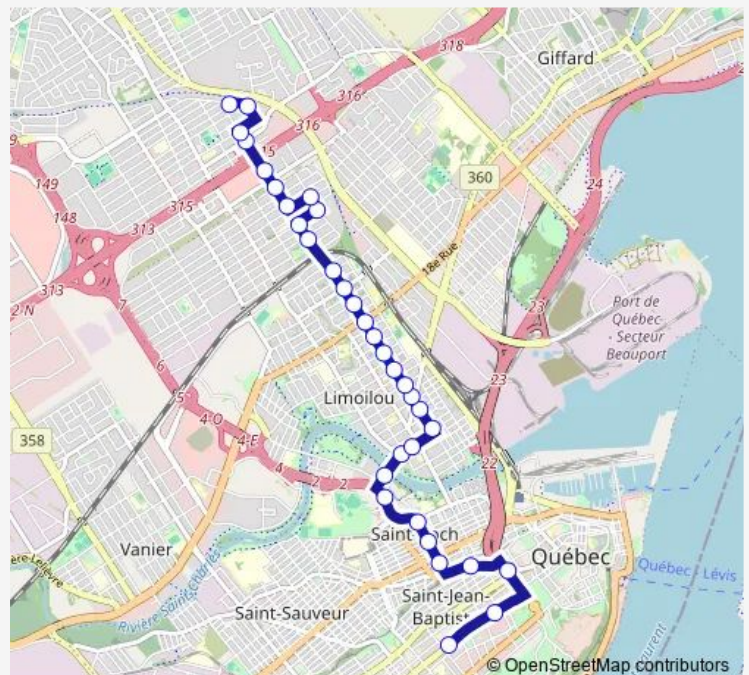 Giffard
318
316
316
15
315
313
149
148
313
2-N
7
6
5
360
24
18e Rue
23
Port de
Québec
- Secteur
Beauport
Limoilou
4-O
4-E
4
2
2
23
22
358
Vanier
Rivière Saint-Charles
Québec
Québec - Lévis
Saint-Jean-
Baptist
Saint-Sauveur
© OpenStreetMap contributors